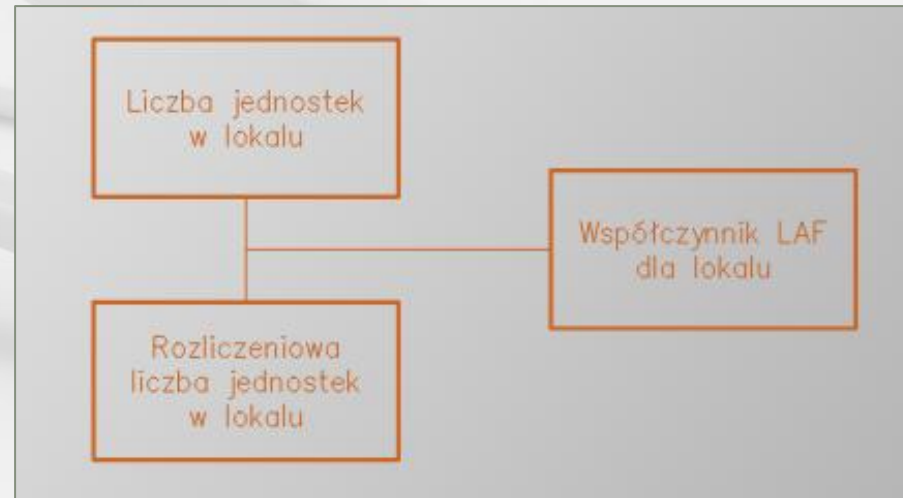 Liczba jednostek
w lokalu
Współczynnik LAF
dla lokalu
Rozliczeniowa
liczba jednostek
w lokalu